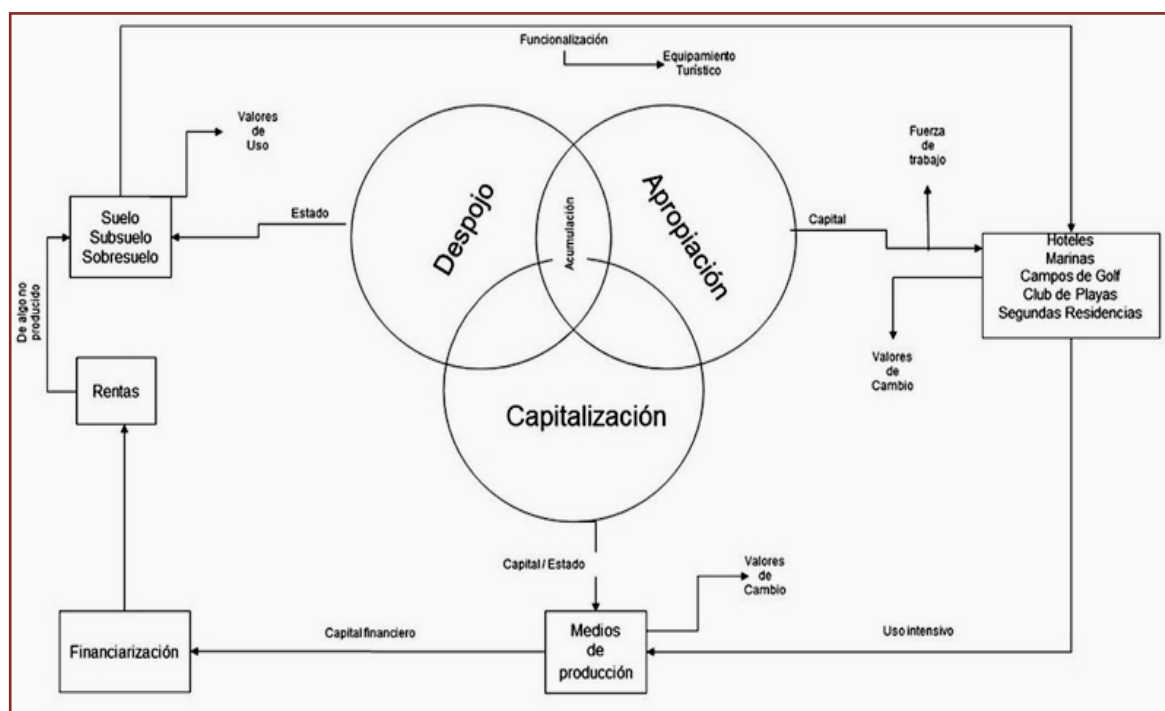 Funcionalización
Equipamiento
Turístico
Valores
de
Uso
Fuerza
de
trabajo
Despojo
Apropiación
Acumulación
Capitalización
Suelo
Subsuelo
Sobresuelo
Estado
Capital
Hoteles
Marinas
Campos de Golf
Club de Playas
Segundas Residencias
De algo no
producido
Rentas
Valores
de
Cambio
Capital / Estado
Valores
de
Cambio
Financiarización
Capital financiero
Medios
de
producción
Uso intensivo